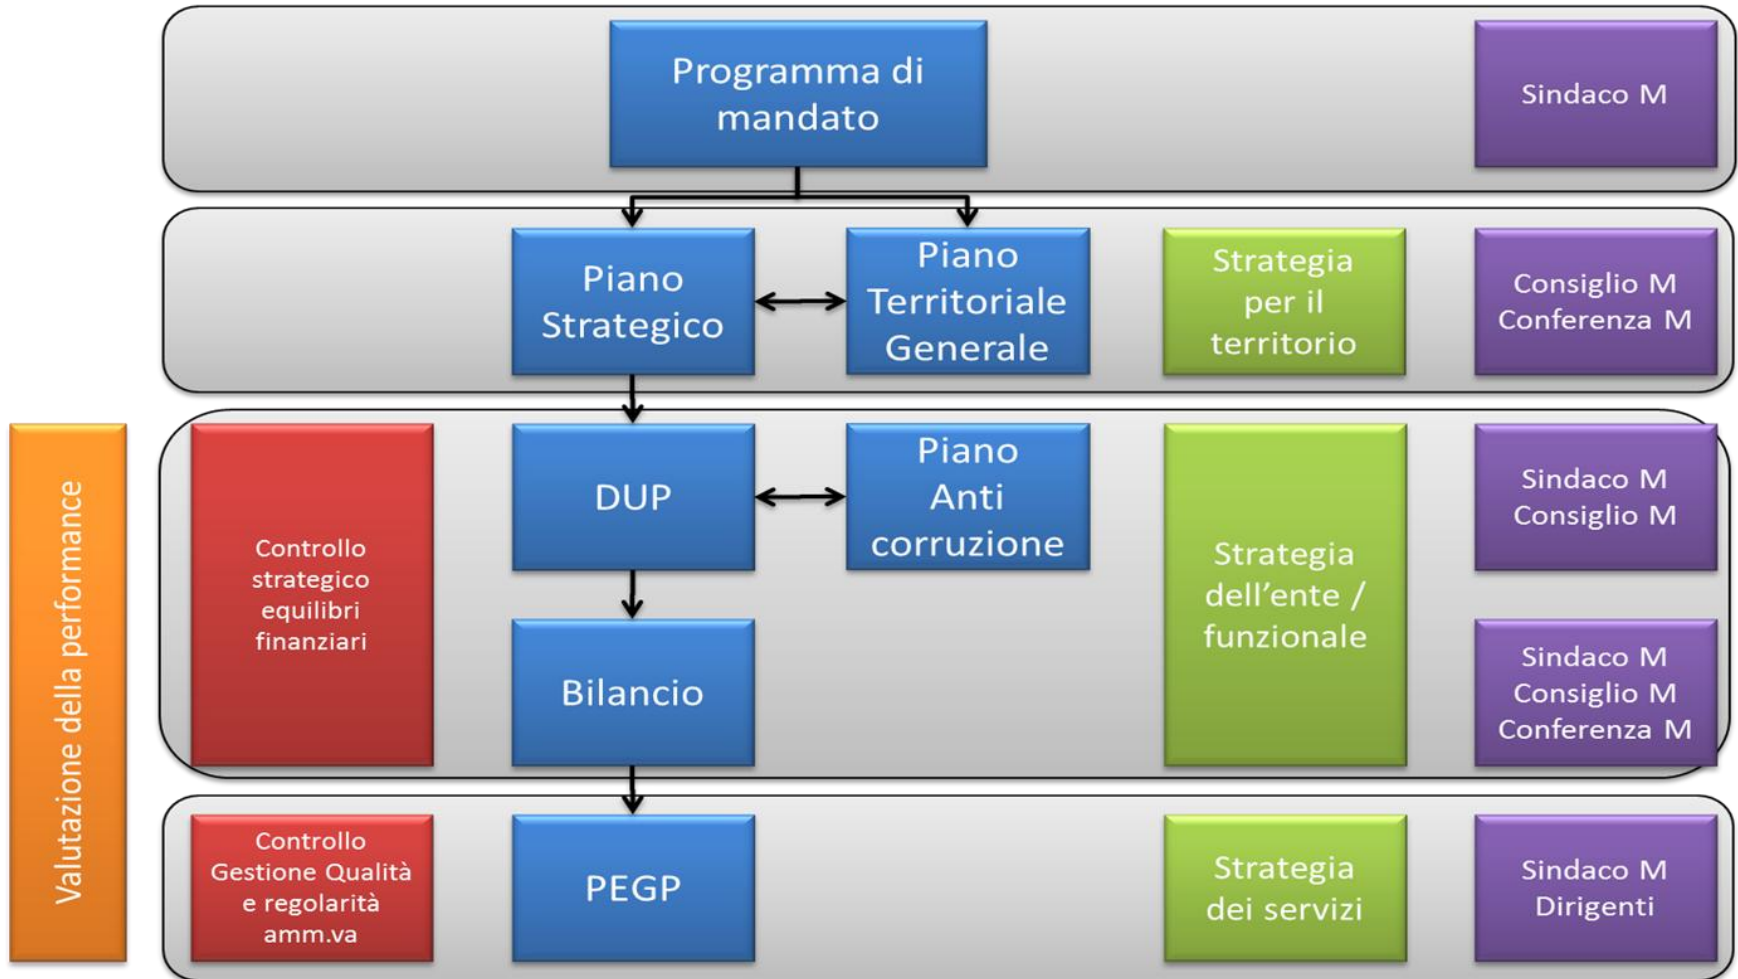 Programma di
mandato
Sindaco M
Piano
Strategico
Piano
Territoriale
Generale
Strategia
per il
territorio
Consiglio M
Conferenza M
Valutazione della performance
Controllo
strategico
equilibri
finanziari
DUP
Piano
Anti
corruzione
Strategia
dell'ente /
funzionale
Sindaco M
Consiglio M
Bilancio
Sindaco M
Consiglio M
Conferenza M
Controllo
Gestione Qualità
e regolarità
amm.va
PEGP
Strategia
dei servizi
Sindaco M
Dirigenti